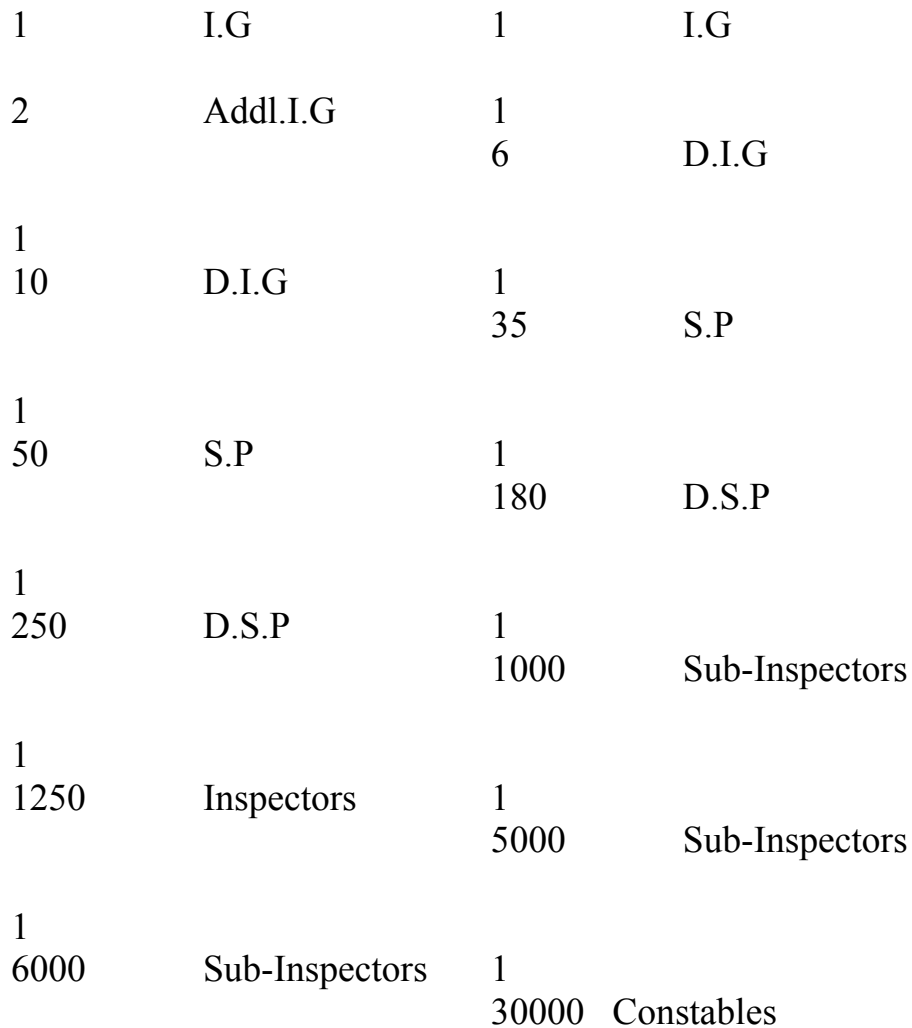 1 I.G 1 I.G
2 Addl.I.G 1
6 D.I.G
1
10 D.I.G 1
35 S.P
1
50 S.P 1
180 D.S.P
1
250 D.S.P 1
1000 Sub-Inspectors
1
1250 Inspectors 1
5000 Sub-Inspectors
1
6000 Sub-Inspectors 1
30000 Constables